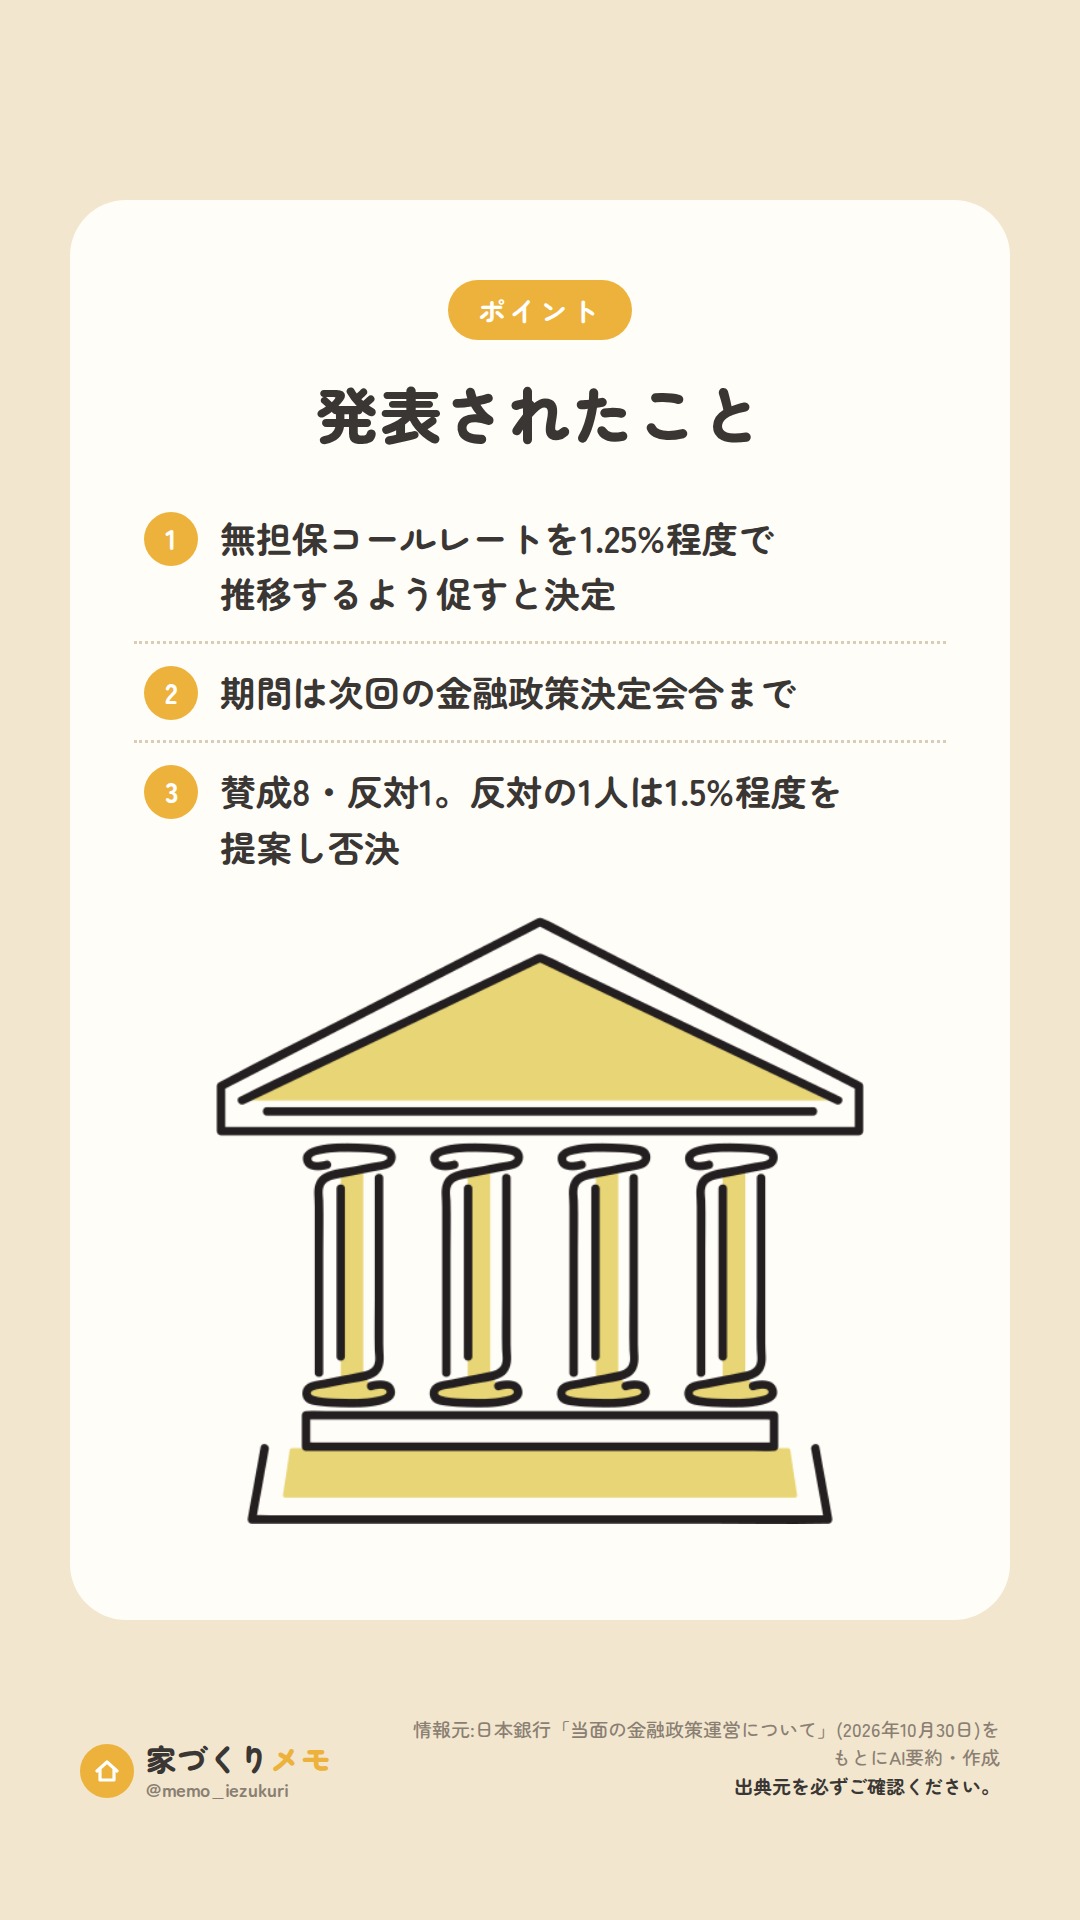 ポイント
発表されたこと
1 無担保コールレートを1.25%程度で
推移するよう促すと決定
2 期間は次回の金融政策決定会合まで
3 賛成8・反対1。反対の1人は1.5%程度を
提案し否決
情報元:日本銀行「当面の金融政策運営について」(2026年10月30日)を
もとにAI要約・作成
出典元を必ずご確認ください。
家づくりメモ
@memo_iezukuri